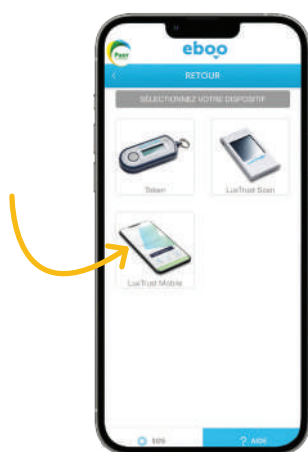 eboo
RETOUR
SÉLECTIONNEZ VOTRE DISPOSITIF
Token
LuxTrust Scan
LuxTrust Mobile
SOS
? AIDE